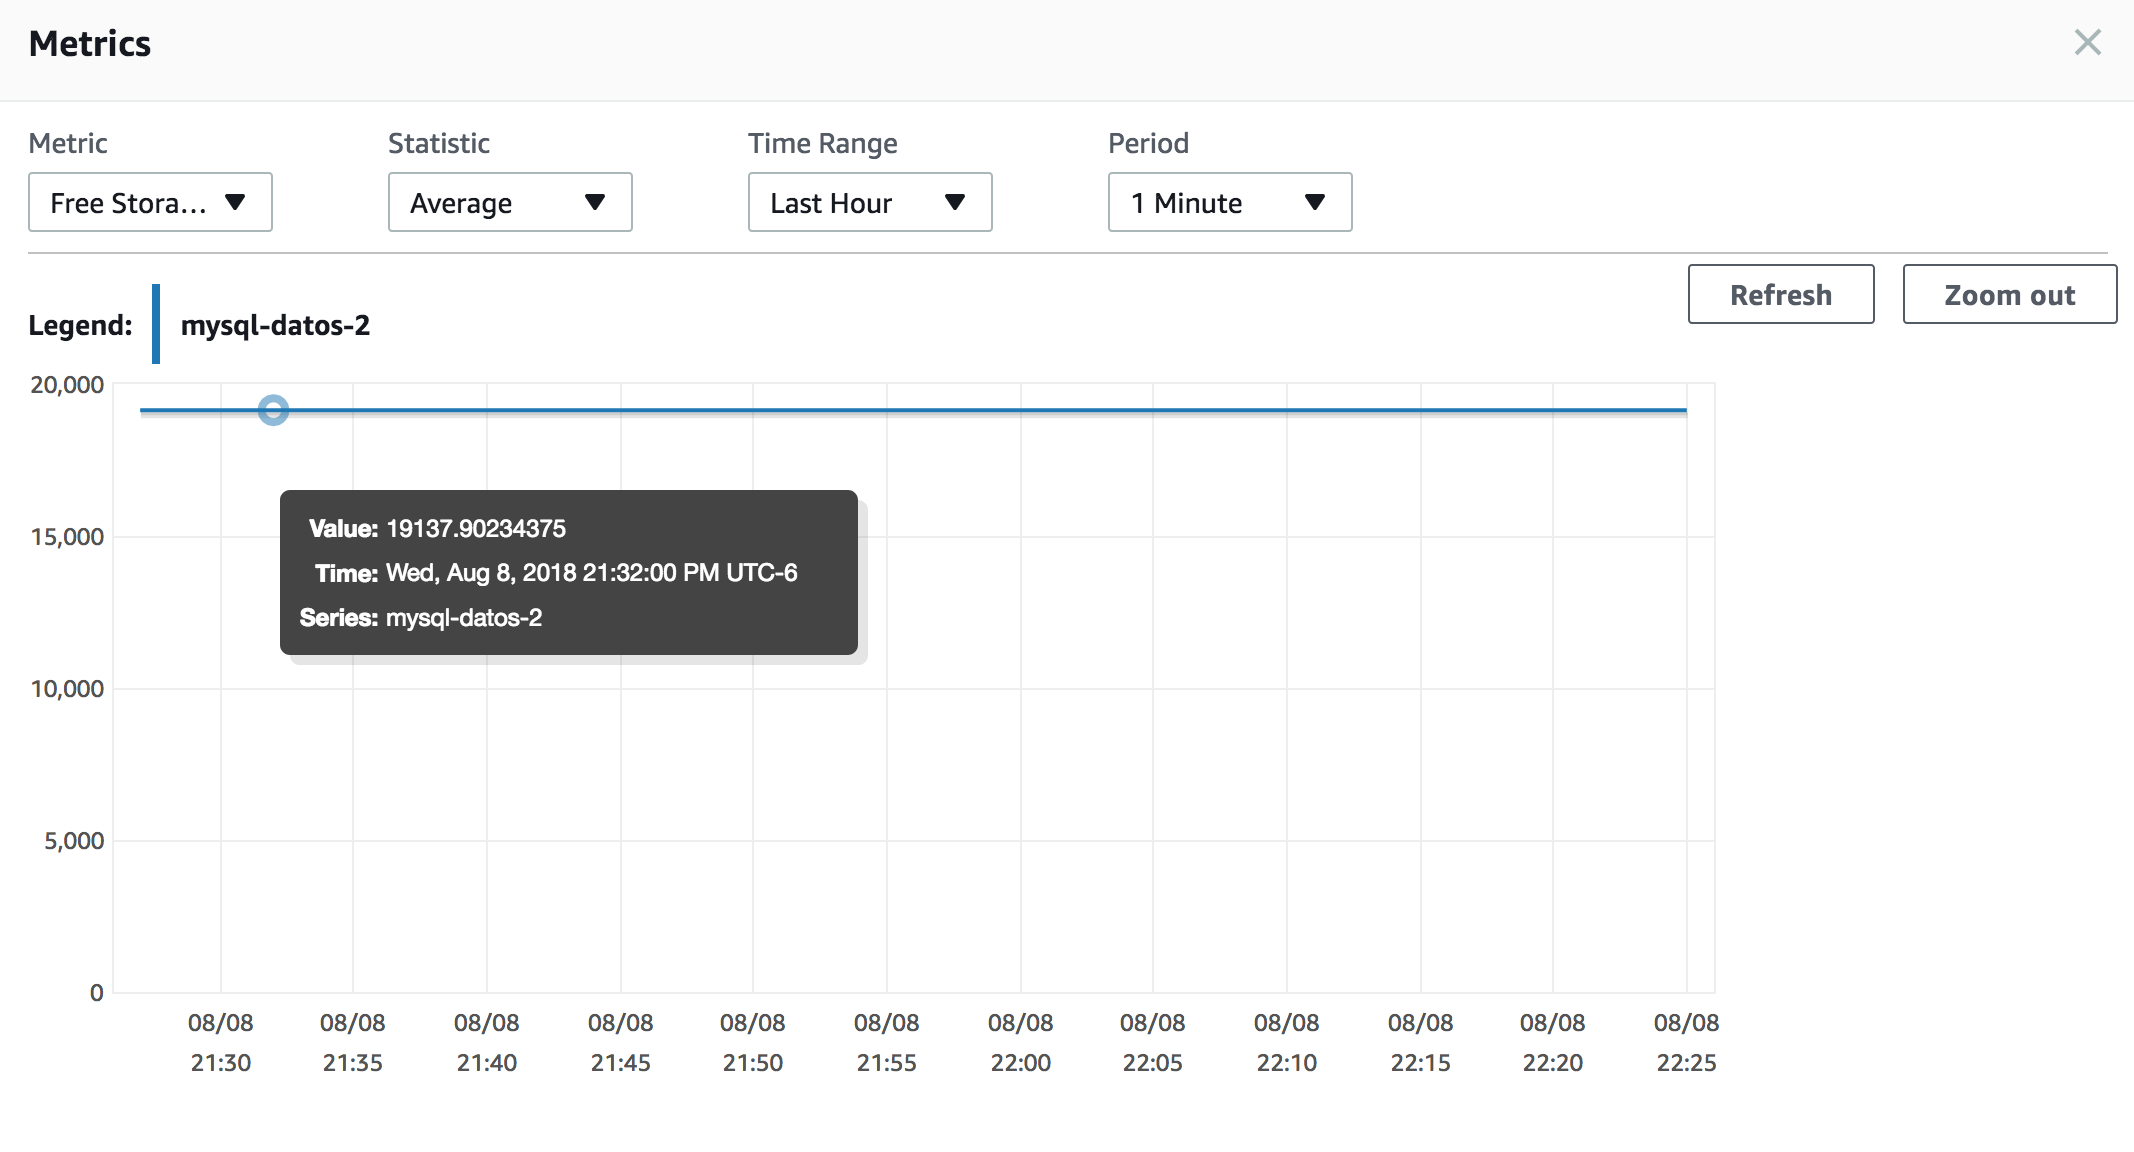 Metrics
Metric Statistic Time Range Period
Free Stora... Average Last Hour 1 Minute
Refresh Zoom out
Legend: mysql-datos-2
20,000
15,000
10,000
5,000
0
Value: 19137.90234375
Time: Wed, Aug 8, 2018 21:32:00 PM UTC-6
Series: mysql-datos-2
08/08 08/08 08/08 08/08 08/08 08/08 08/08 08/08 08/08 08/08 08/08 08/08
21:30 21:35 21:40 21:45 21:50 21:55 22:00 22:05 22:10 22:15 22:20 22:25